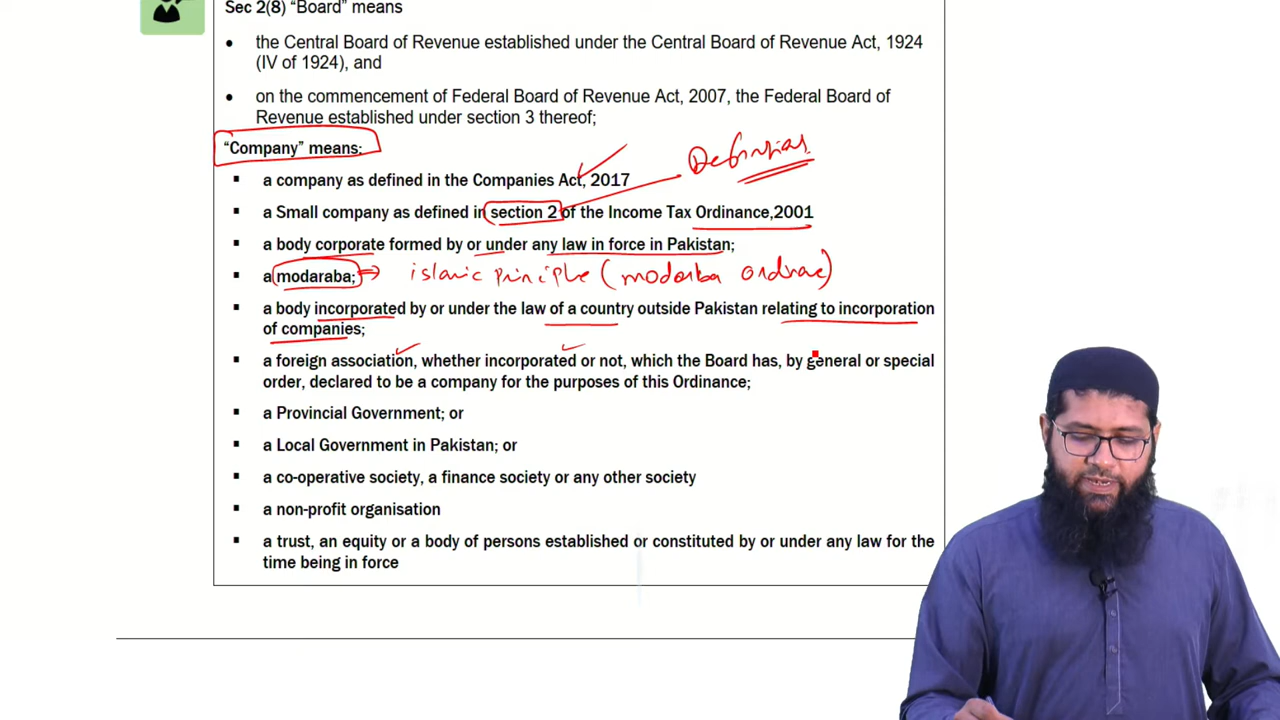 Sec 2(8) “Board” means
• the Central Board of Revenue established under the Central Board of Revenue Act, 1924
(IV of 1924), and
• on the commencement of Federal Board of Revenue Act, 2007, the Federal Board of
Revenue established under section 3 thereof;
“Company” means:
▪ a company as defined in the Companies Act, 2017
Definitions
▪ a Small company as defined in section 2 of the Income Tax Ordinance,2001
▪ a body corporate formed by or under any law in force in Pakistan;
▪ a modaraba; islamic principle (modarba
▪ a body incorporated by or under the law of a country outside Pakistan relating to incorporation
of companies;
▪ a foreign association, whether incorporated or not, which the Board has, by general or special
order, declared to be a company for the purposes of this Ordinance;
▪ a Provincial Government; or
▪ a Local Government in Pakistan; or
▪ a co-operative society, a finance society or any other society
▪ a non-profit organisation
▪ a trust, an equity or a body of persons established or constituted by or under any law for the
time being in force